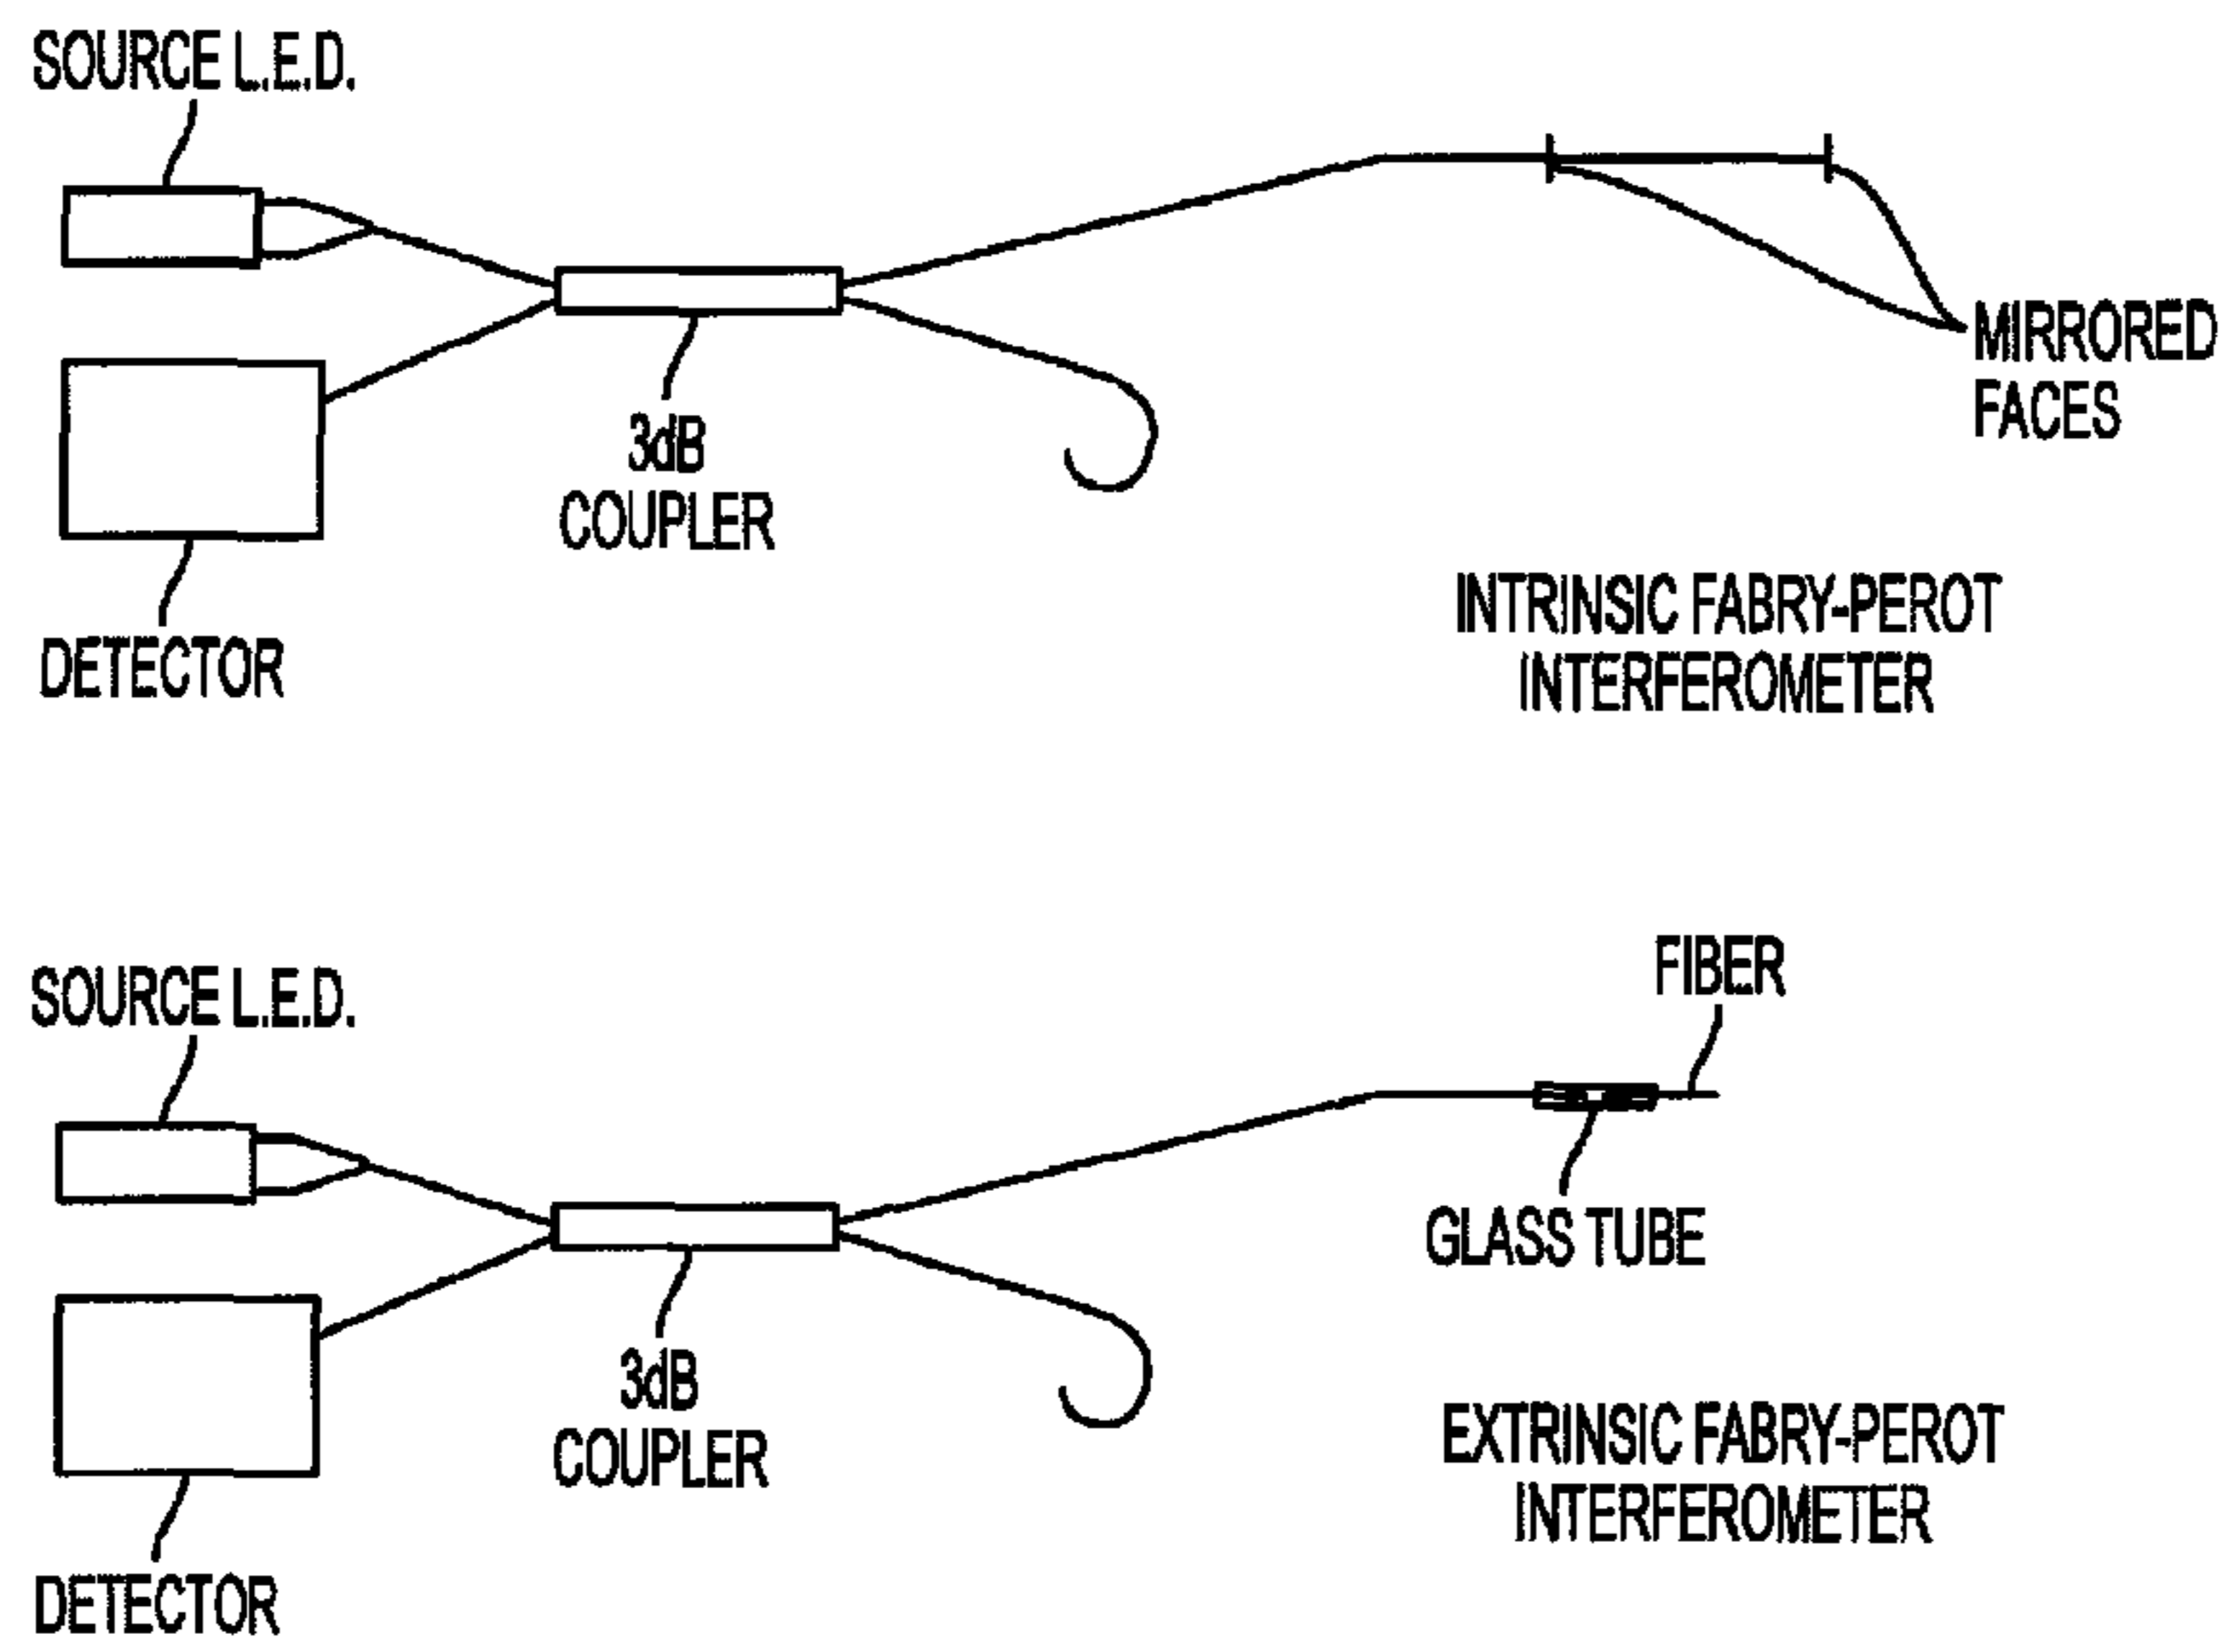 SOURCE L.E.D.
MIRRORED
FACES
3dB
COUPLER
DETECTOR
INTRINSIC FABRY-PEROT
INTERFEROMETER
FIBER
SOURCE L.E.D.
GLASS TUBE
3dB
COUPLER
DETECTOR
EXTRINSIC FABRY-PEROT
INTERFEROMETER